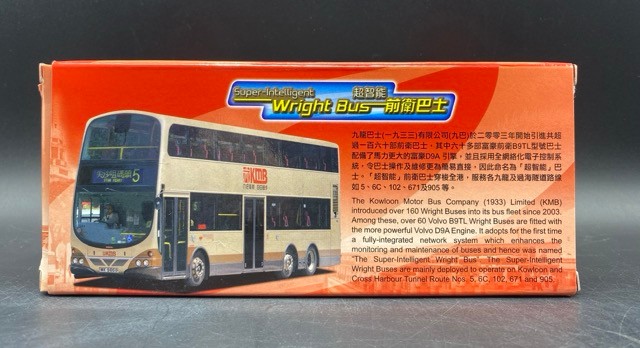 Super-Intelligent 超智能
Wright Bus 前衛巴士
九龍巴士(一九三三)有限公司(九巴)於二零零三年開始引進共超
過一百六十部前衛巴士，其中六十多部富豪前衛B9TL型號巴士
配備了馬力更大的富豪D9A 引擎，並且採用全網絡化電子控制系
統，令巴士操作及維修更為簡易直接，因此命名為「超智能」巴
士。「超智能」前衛巴士穿梭全港，服務各九龍及過海隧道路線
如 5、6C、102、671及905 等。
The Kowloon Motor Bus Company (1933) Limited (KMB)
introduced over 160 Wright Buses into its bus fleet since 2003.
Among these, over 60 Volvo B9TL Wright Buses are fitted with
the more powerful Volvo D9A Engine. It adopts for the first time
a fully-integrated network system which enhances the
monitoring and maintenance of buses and hence was named
"The Super-Intelligent Wright Bus" The Super-Intelligent
Wright Buses are mainly deployed to operate on Kowloon and
Cross Harbour Tunnel Route Nos. 5, 6C, 102, 671 and 905.
5